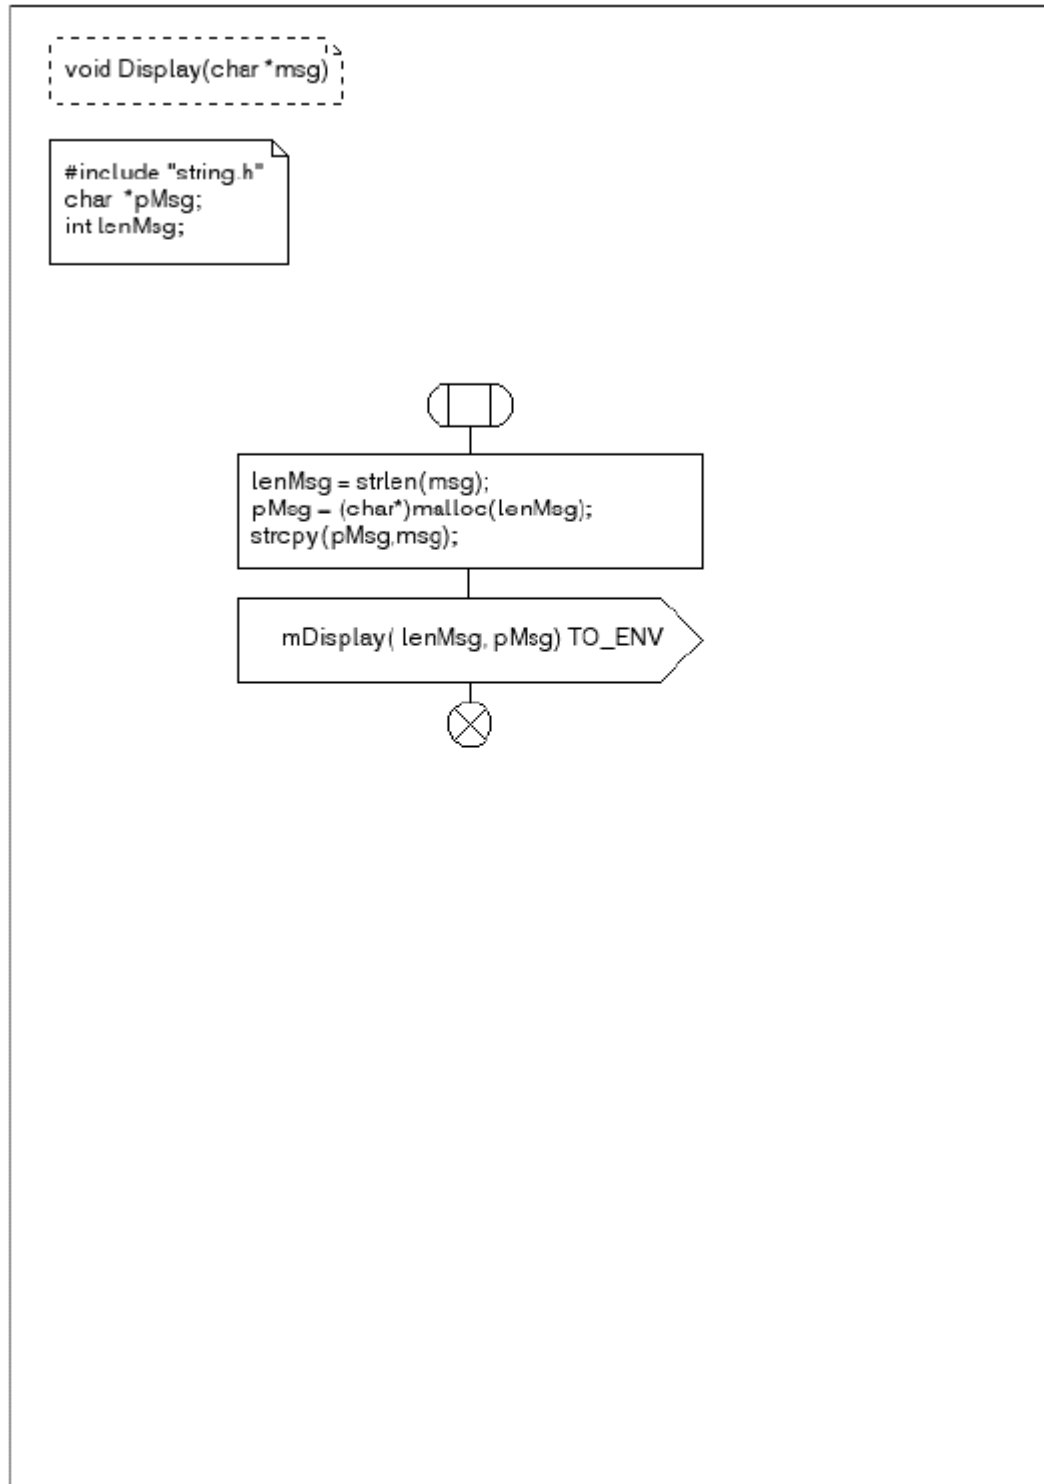 void Display(char *msg)
#include "string.h"
char *pMsg;
int lenMsg;
lenMsg = strlen(msg);
pMsg = (char*)malloc(lenMsg);
strcpy(pMsg,msg);
mDisplay( lenMsg, pMsg) TO_ENV